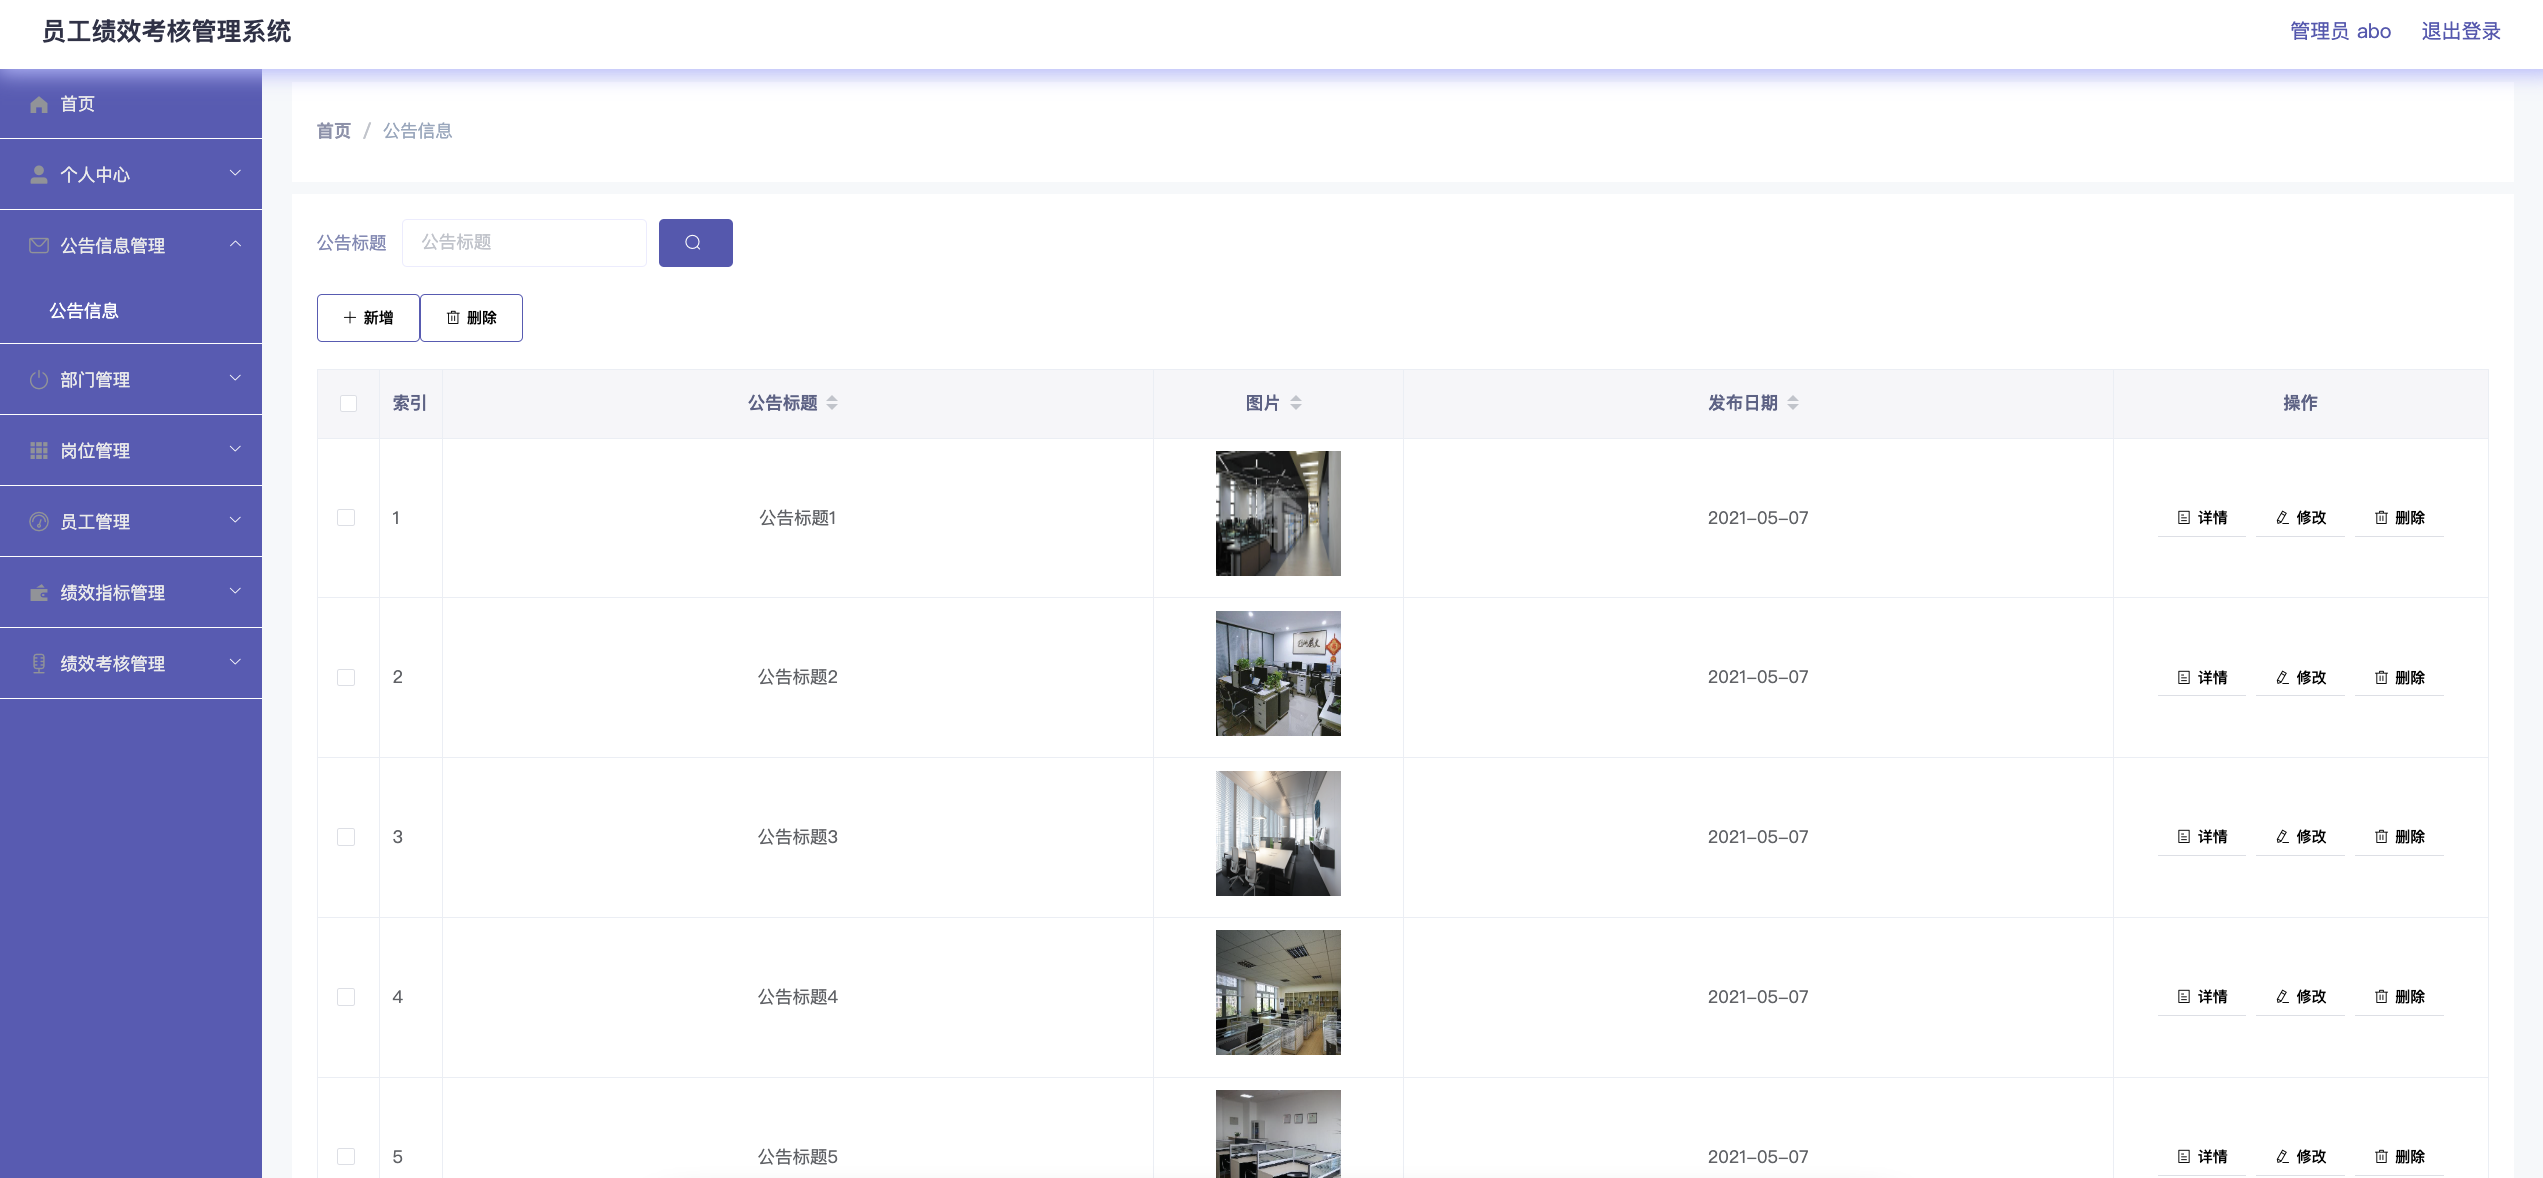 员工绩效考核管理系统
管理员 abo 退出登录
首页
个人中心
公告信息管理
公告信息
部门管理
岗位管理
员工管理
绩效指标管理
绩效考核管理
首页 / 公告信息
公告标题 公告标题
新增 删除
索引 公告标题 图片 发布日期 操作
1 公告标题1 2021-05-07 详情 修改 删除
2 公告标题2 2021-05-07 详情 修改 删除
3 公告标题3 2021-05-07 详情 修改 删除
4 公告标题4 2021-05-07 详情 修改 删除
5 公告标题5 2021-05-07 详情 修改 删除